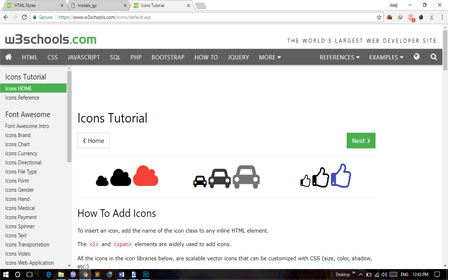 HTML Styles
models_gp
Icons Tutorial
Secure https://www.w3schools.com/icons/default.asp
w3schools.com
THE WORLD'S LARGEST WEB DEVELOPER SITE
HTML CSS JAVASCRIPT SQL PHP BOOTSTRAP HOW TO JQUERY MORE REFERENCES EXAMPLES
Icons Tutorial
Icons HOME
Icons Reference
Font Awesome
Font Awesome Intro
Icons Brand
Icons Chart
Icons Currency
Icons Directional
Icons File Type
Icons Form
Icons Gender
Icons Hand
Icons Medical
Icons Payment
Icons Spinner
Icons Text
Icons Transportation
Icons Video
Icons Web Application
Icons Tutorial
❮ Home
Next ❯
How To Add Icons
To insert an icon, add the name of the icon class to any inline HTML element.
The <i> and <span> elements are widely used to add icons.
All the icons in the icon libraries below, are scalable vector icons that can be customized with CSS (size, color, shadow,
etc.)
Desktop
12:41 PM